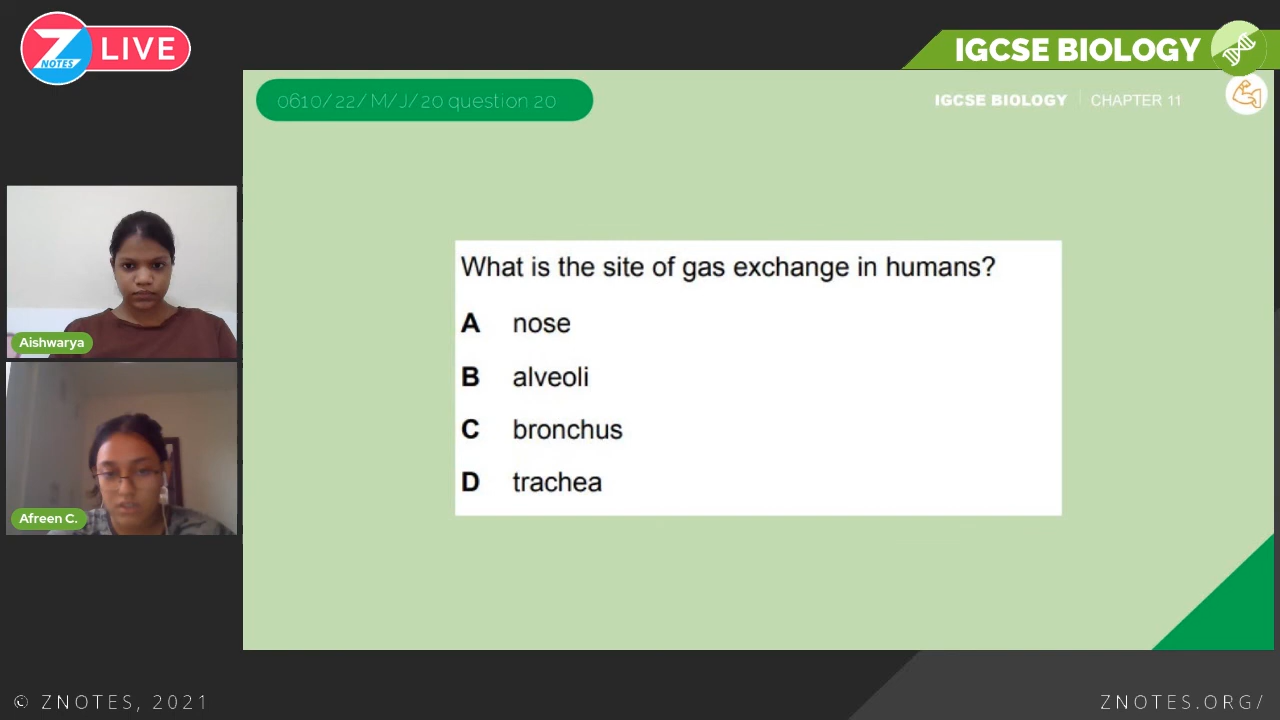 Z NOTES LIVE
IGCSE BIOLOGY
0610/22/M/J/20 question 20
IGCSE BIOLOGY | CHAPTER 11
What is the site of gas exchange in humans?
A nose
B alveoli
C bronchus
D trachea
Aishwarya
Afreen C.
© ZNOTES, 2021
ZNOTES.ORG/